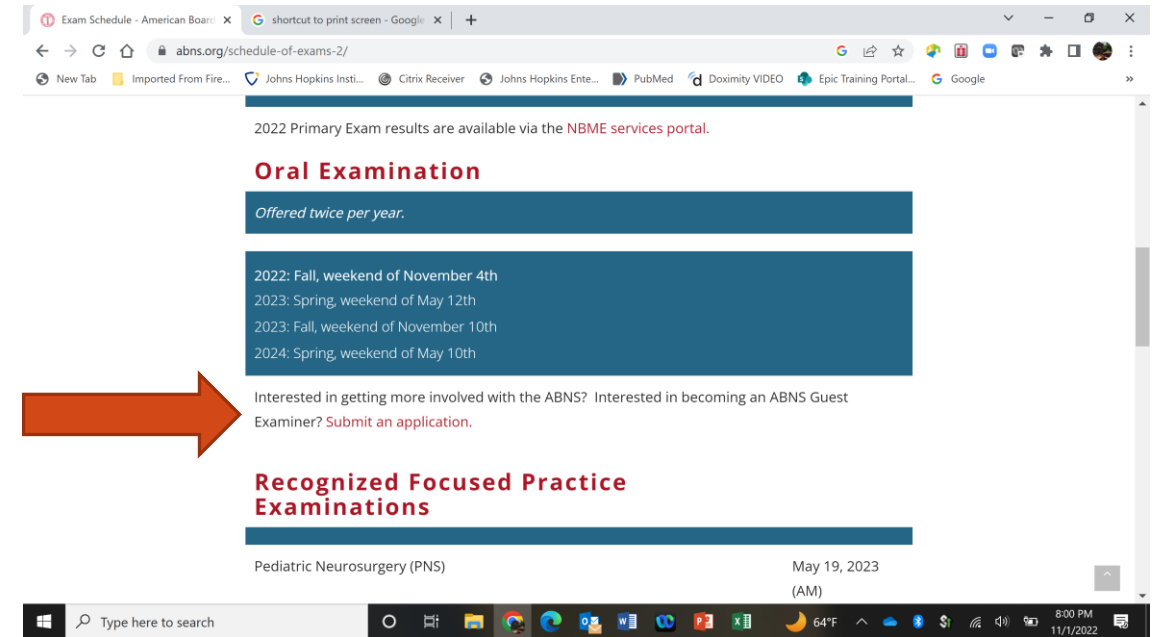 Exam Schedule - American Board
shortcut to print screen - Google
abns.org/schedule-of-exams-2/
New Tab
Imported From Fire...
Johns Hopkins Insti...
Citrix Receiver
Johns Hopkins Ente...
PubMed
Doximity VIDEO
Epic Training Portal...
Google
»
2022 Primary Exam results are available via the NBME services portal.
Oral Examination
Offered twice per year.
2022: Fall, weekend of November 4th
2023: Spring, weekend of May 12th
2023: Fall, weekend of November 10th
2024: Spring, weekend of May 10th
Interested in getting more involved with the ABNS? Interested in becoming an ABNS Guest
Examiner? Submit an application.
Recognized Focused Practice
Examinations
Pediatric Neurosurgery (PNS)
May 19, 2023
(AM)
Type here to search
64°F
8:00 PM
11/1/2022